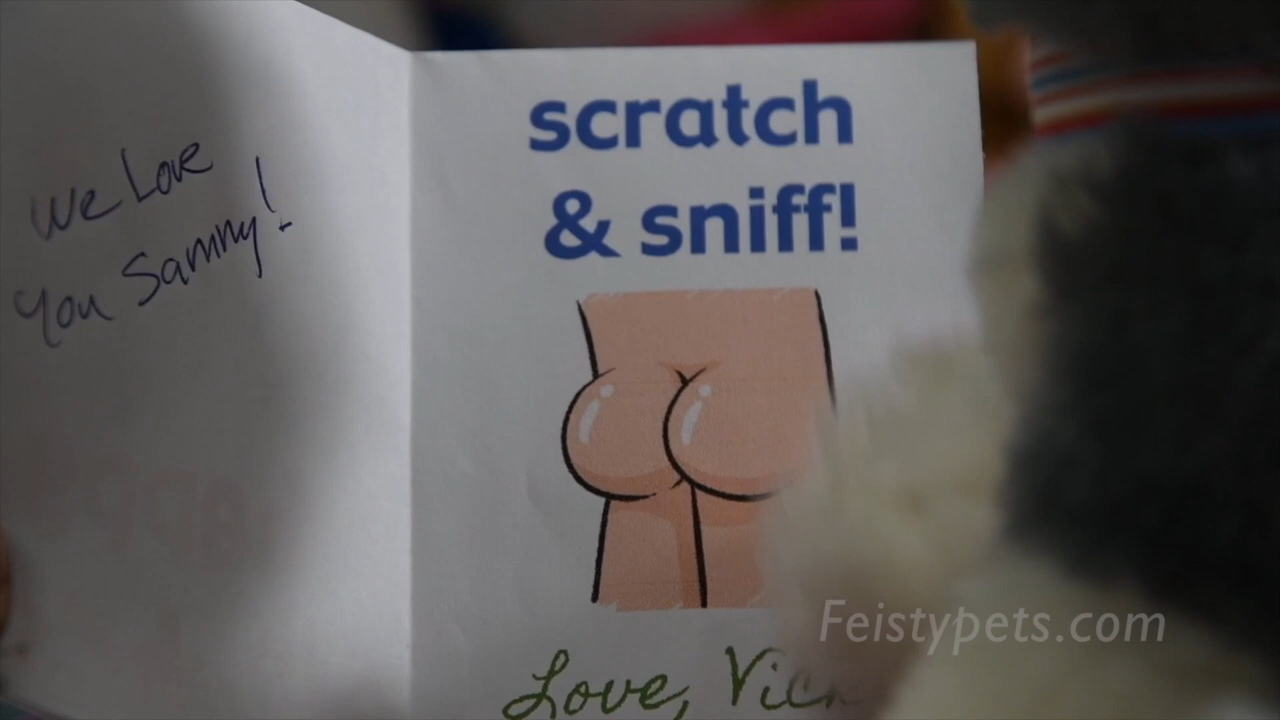 We Love
You Sammy!
scratch
& sniff!
Love,
Feistypets.com